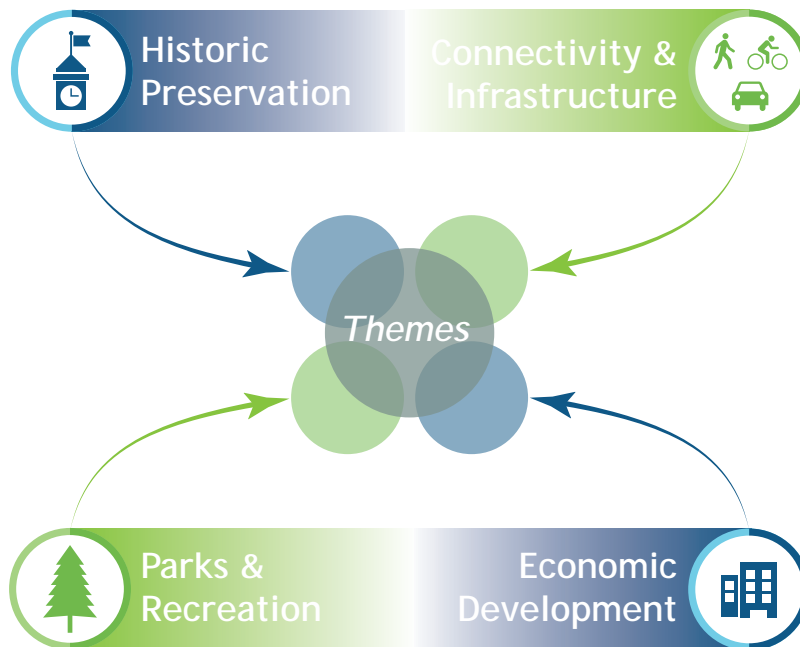 Historic
Preservation
Connectivity &
Infrastructure
Themes
Parks &
Recreation
Economic
Development